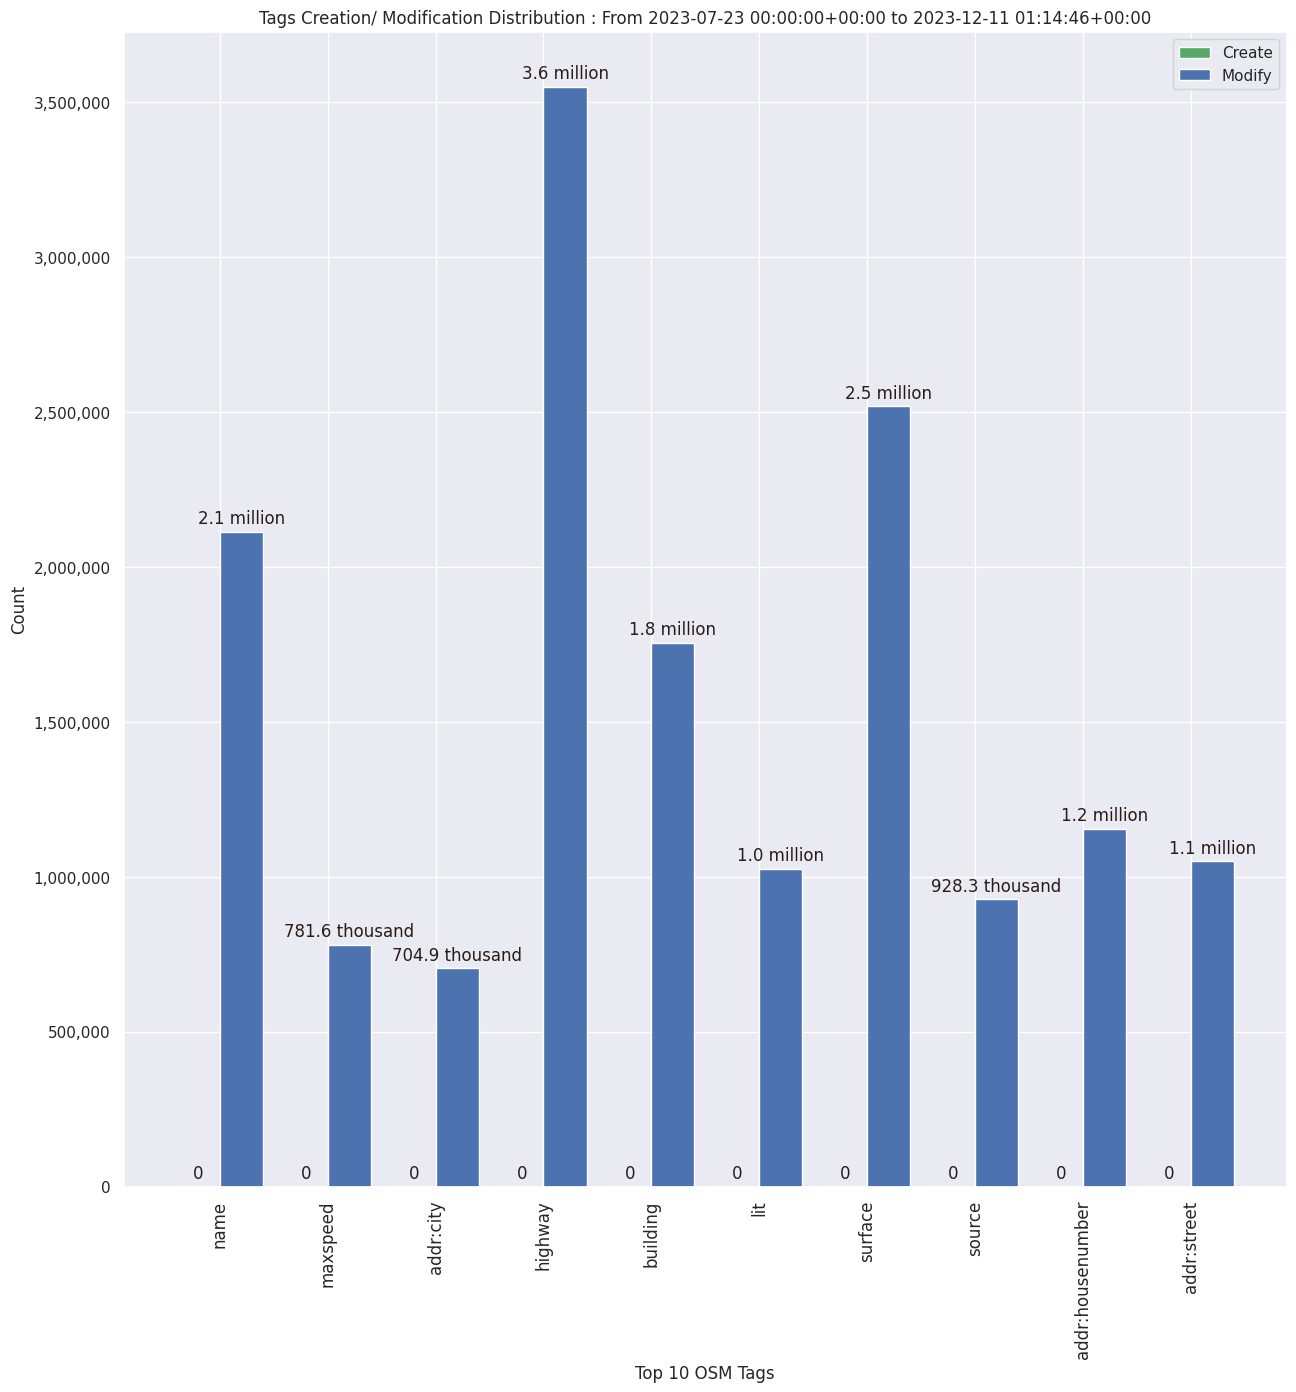 Tags Creation/ Modification Distribution : From 2023-07-23 00:00:00+00:00 to 2023-12-11 01:14:46+00:00
Create
Modify
3.6 million
3,500,000
3,000,000
2.5 million
2,500,000
2.1 million
2,000,000
1.8 million
1,500,000
1.2 million
1.1 million
1.0 million
1,000,000
928.3 thousand
781.6 thousand
704.9 thousand
500,000
0 0 0 0 0 0 0 0 0 0
0
Count
name
maxspeed
addr:city
highway
building
lit
surface
source
addr:housenumber
addr:street
Top 10 OSM Tags